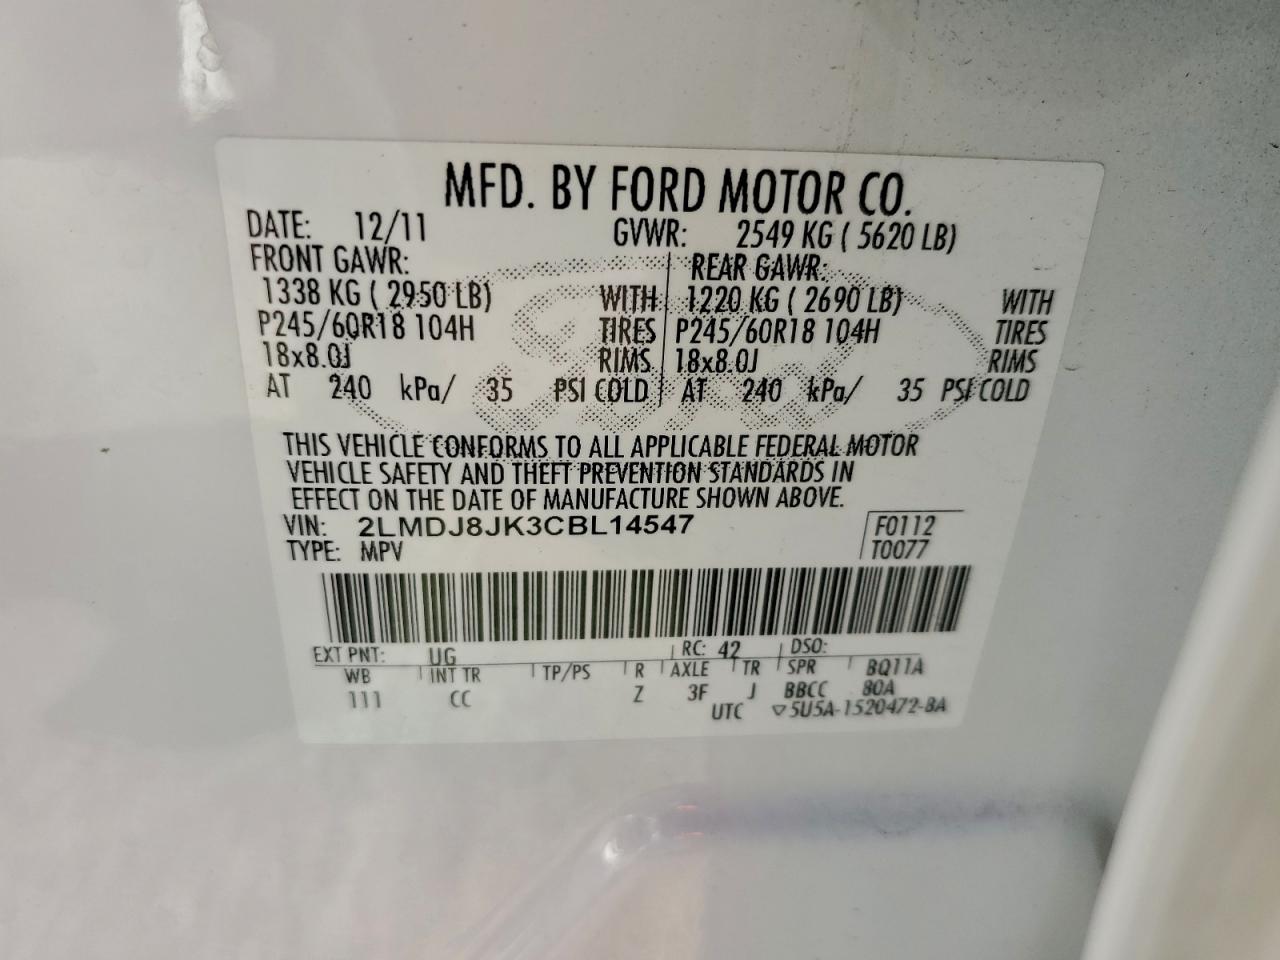 MFD. BY FORD MOTOR CO.
DATE: 12/11 GVWR: 2549 KG ( 5620 LB)
FRONT GAWR: REAR GAWR:
1338 KG ( 2950 LB) WITH 1220 KG ( 2690 LB) WITH
P245/60R18 104H TIRES P245/60R18 104H TIRES
18x8.0J RIMS 18x8.0J RIMS
AT 240 kPa/ 35 PSI COLD AT 240 kPa/ 35 PSI COLD
Ford
THIS VEHICLE CONFORMS TO ALL APPLICABLE FEDERAL MOTOR
VEHICLE SAFETY AND THEFT PREVENTION STANDARDS IN
EFFECT ON THE DATE OF MANUFACTURE SHOWN ABOVE.
VIN: 2LMDJ8JK3CBL14547 F0112
TYPE: MPV T0077
EXT PNT: UG RC: 42 DSO:
WB INT TR TP/PS R AXLE TR SPR BQ11A
111 CC Z 3F J BBCC 80A
UTC ▽5U5A-1520472-BA